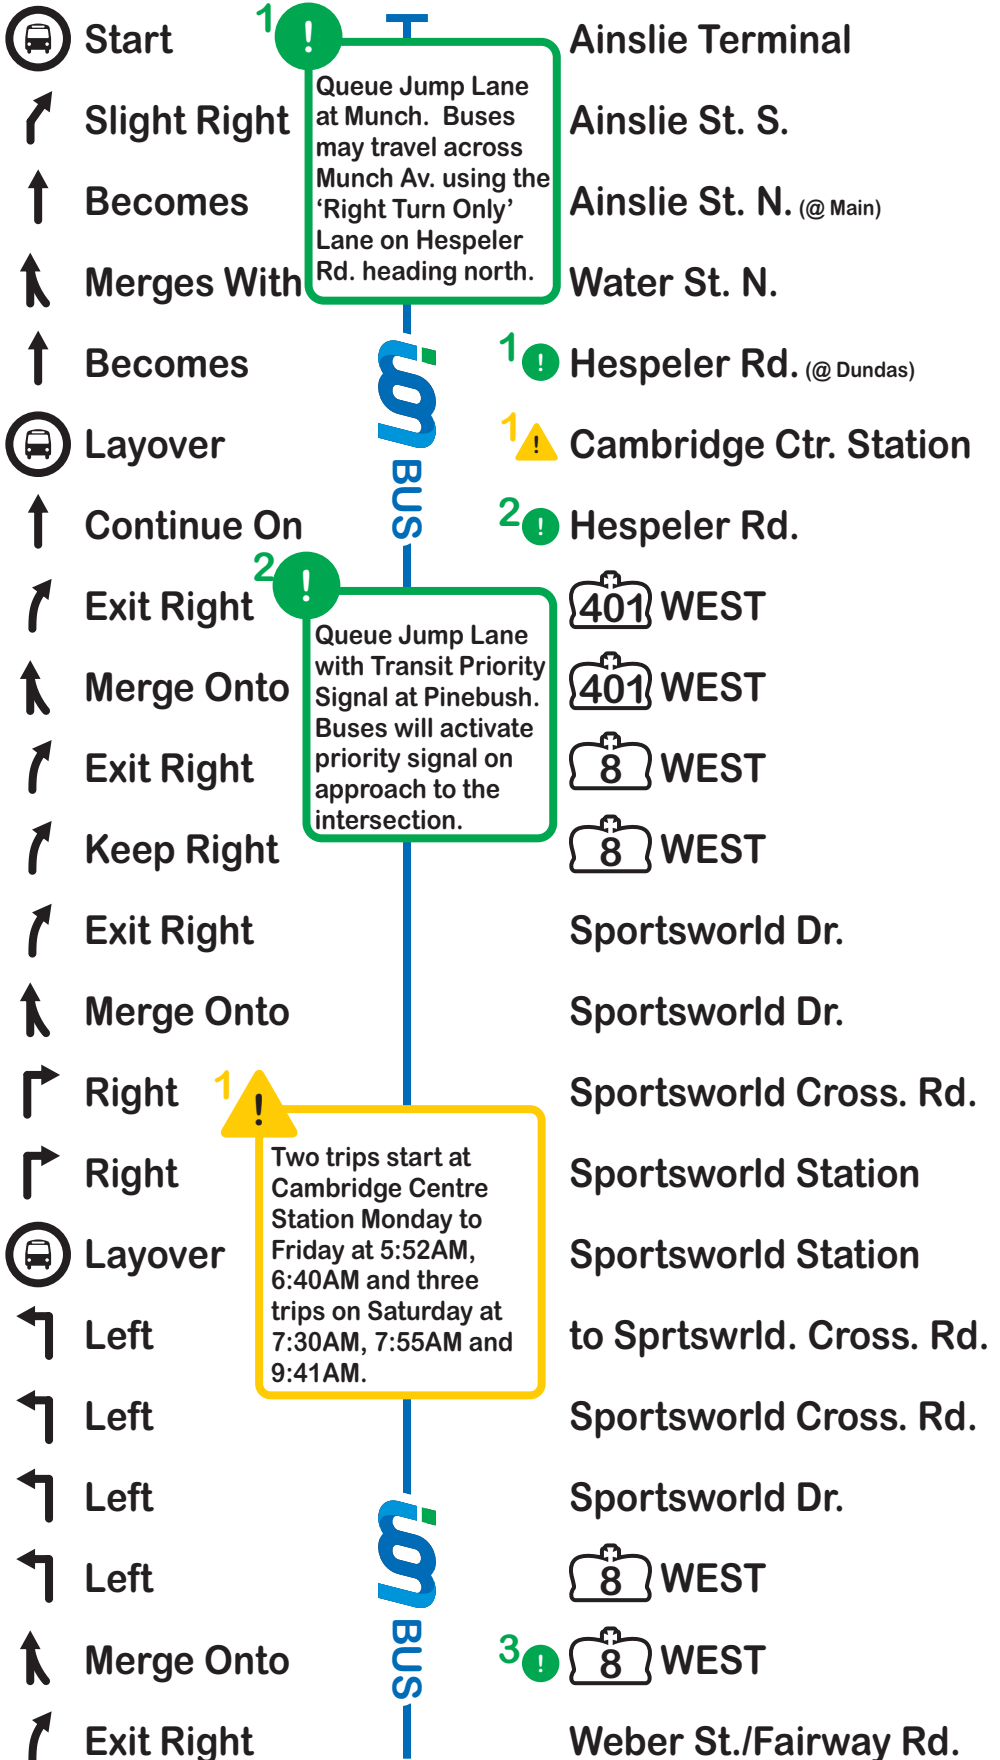 Start
Ainslie Terminal
1
!
Queue Jump Lane
at Munch. Buses
may travel across
Munch Av. using the
‘Right Turn Only’
Lane on Hespeler
Rd. heading north.
Slight Right
Ainslie St. S.
Becomes
Ainslie St. N. (@ Main)
Merges With
Water St. N.
Becomes
1 ! Hespeler Rd. (@ Dundas)
ion
BUS
Layover
1 ! Cambridge Ctr. Station
Continue On
2 ! Hespeler Rd.
2
!
Queue Jump Lane
with Transit Priority
Signal at Pinebush.
Buses will activate
priority signal on
approach to the
intersection.
Exit Right
401 WEST
Merge Onto
401 WEST
Exit Right
8 WEST
Keep Right
8 WEST
Exit Right
Sportsworld Dr.
Merge Onto
Sportsworld Dr.
Right
Sportsworld Cross. Rd.
1
!
Two trips start at
Cambridge Centre
Station Monday to
Friday at 5:52AM,
6:40AM and three
trips on Saturday at
7:30AM, 7:55AM and
9:41AM.
Right
Sportsworld Station
Layover
Sportsworld Station
Left
to Sprtswrld. Cross. Rd.
Left
Sportsworld Cross. Rd.
Left
Sportsworld Dr.
ion
BUS
Left
8 WEST
Merge Onto
3 ! 8 WEST
Exit Right
Weber St./Fairway Rd.